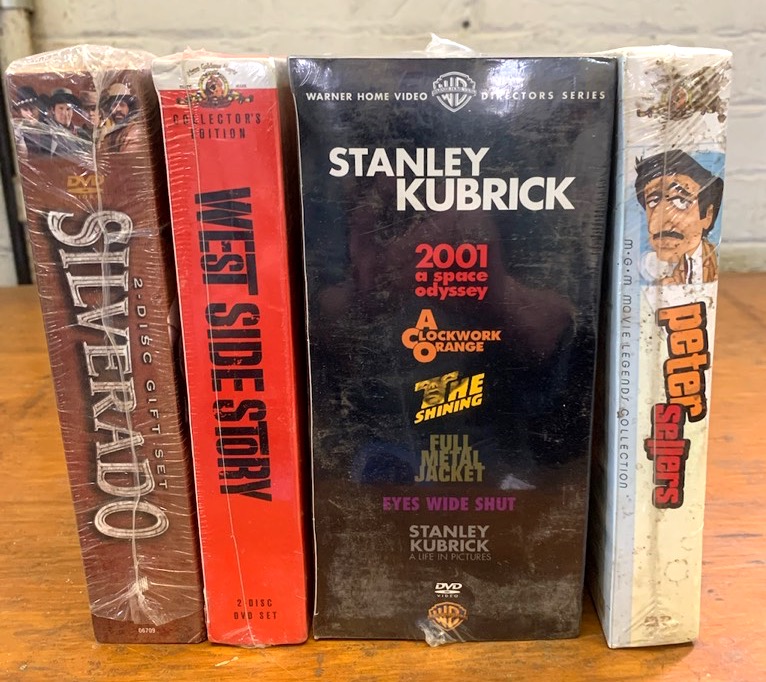 DVD
SILVERADO
2-DISC GIFT SET
06709
COLLECTOR'S
EDITION
WEST SIDE STORY
2-DISC
DVD SET
WARNER HOME VIDEO
DIRECTORS SERIES
STANLEY
KUBRICK
2001
a space
odyssey
A
CLOCKWORK
ORANGE
THE
SHINING
FULL
METAL
JACKET
EYES WIDE SHUT
STANLEY
KUBRICK
A LIFE IN PICTURES
DVD
VIDEO
M·G·M MOVIE LEGENDS COLLECTION
peter
sellers